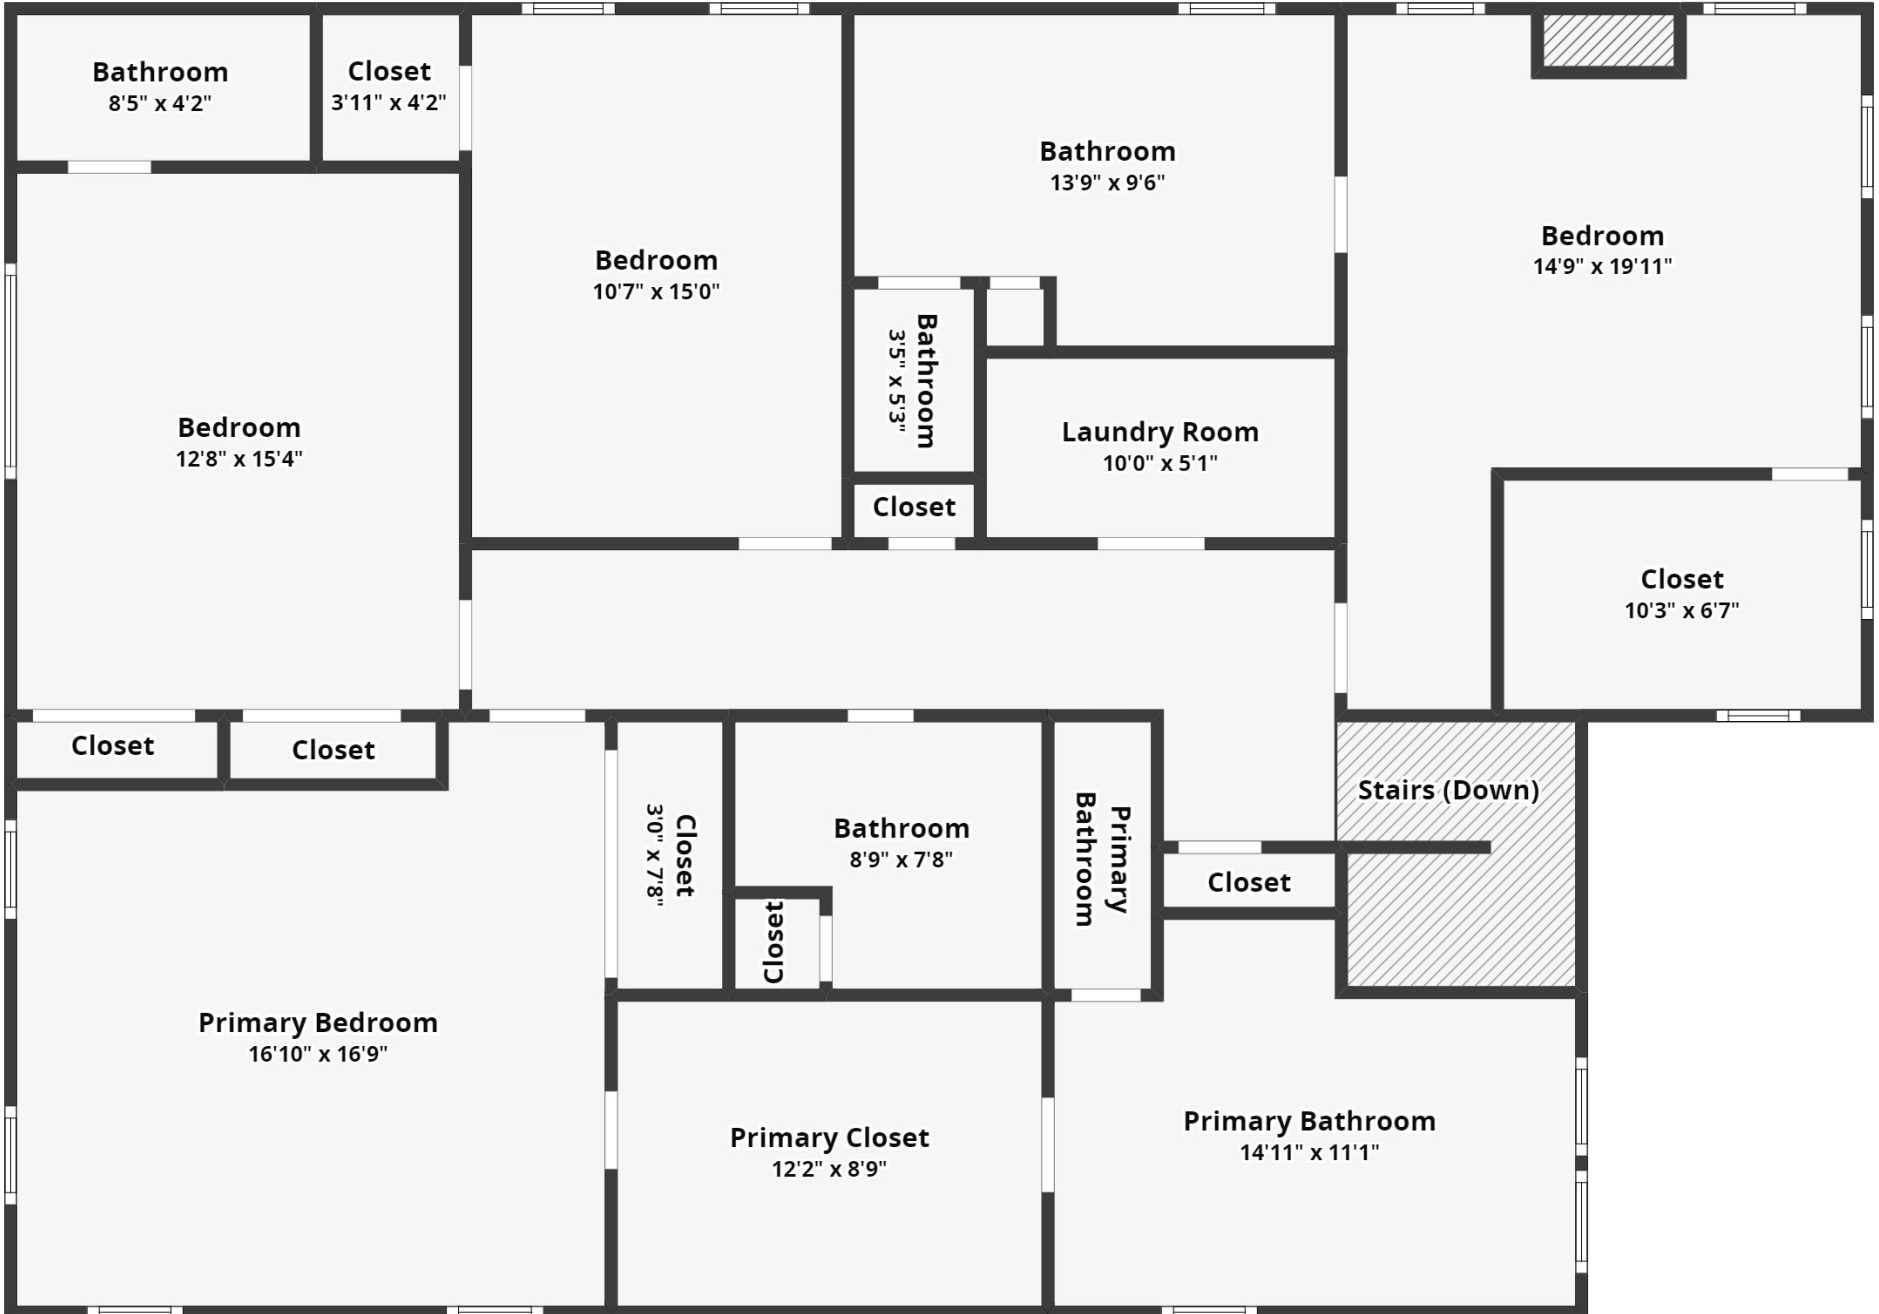 Bathroom
8'5" x 4'2"
Closet
3'11" x 4'2"
Bathroom
13'9" x 9'6"
Bedroom
14'9" x 19'11"
Bedroom
10'7" x 15'0"
Bathroom
3'5" x 5'3"
Bedroom
12'8" x 15'4"
Laundry Room
10'0" x 5'1"
Closet
Closet
10'3" x 6'7"
Closet
Closet
Stairs (Down)
Closet
3'0" x 7'8"
Bathroom
8'9" x 7'8"
Primary
Bathroom
Closet
Closet
Primary Bedroom
16'10" x 16'9"
Primary Closet
12'2" x 8'9"
Primary Bathroom
14'11" x 11'1"